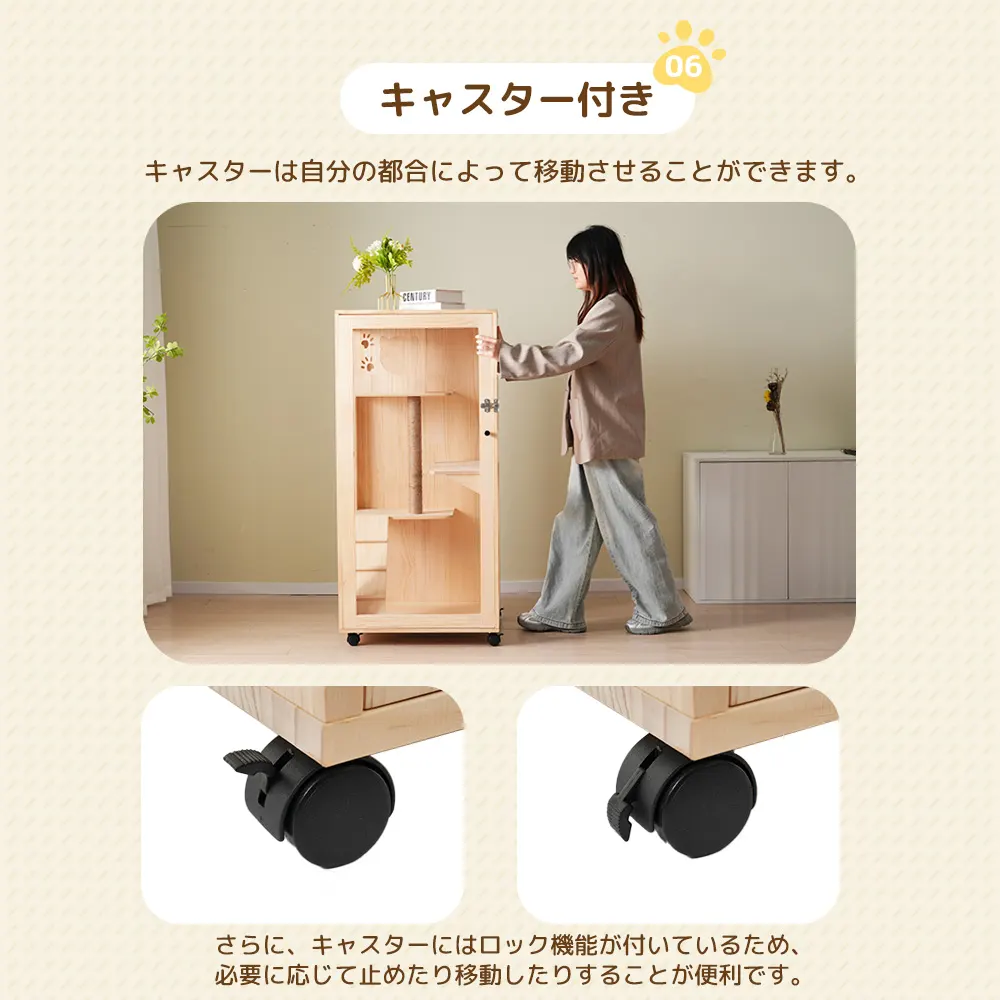 06
キャスター付き
キャスターは自分の都合によって移動させることができます。
CENTURY
さらに、キャスターにはロック機能が付いているため、
必要に応じて止めたり移動したりすることが便利です。